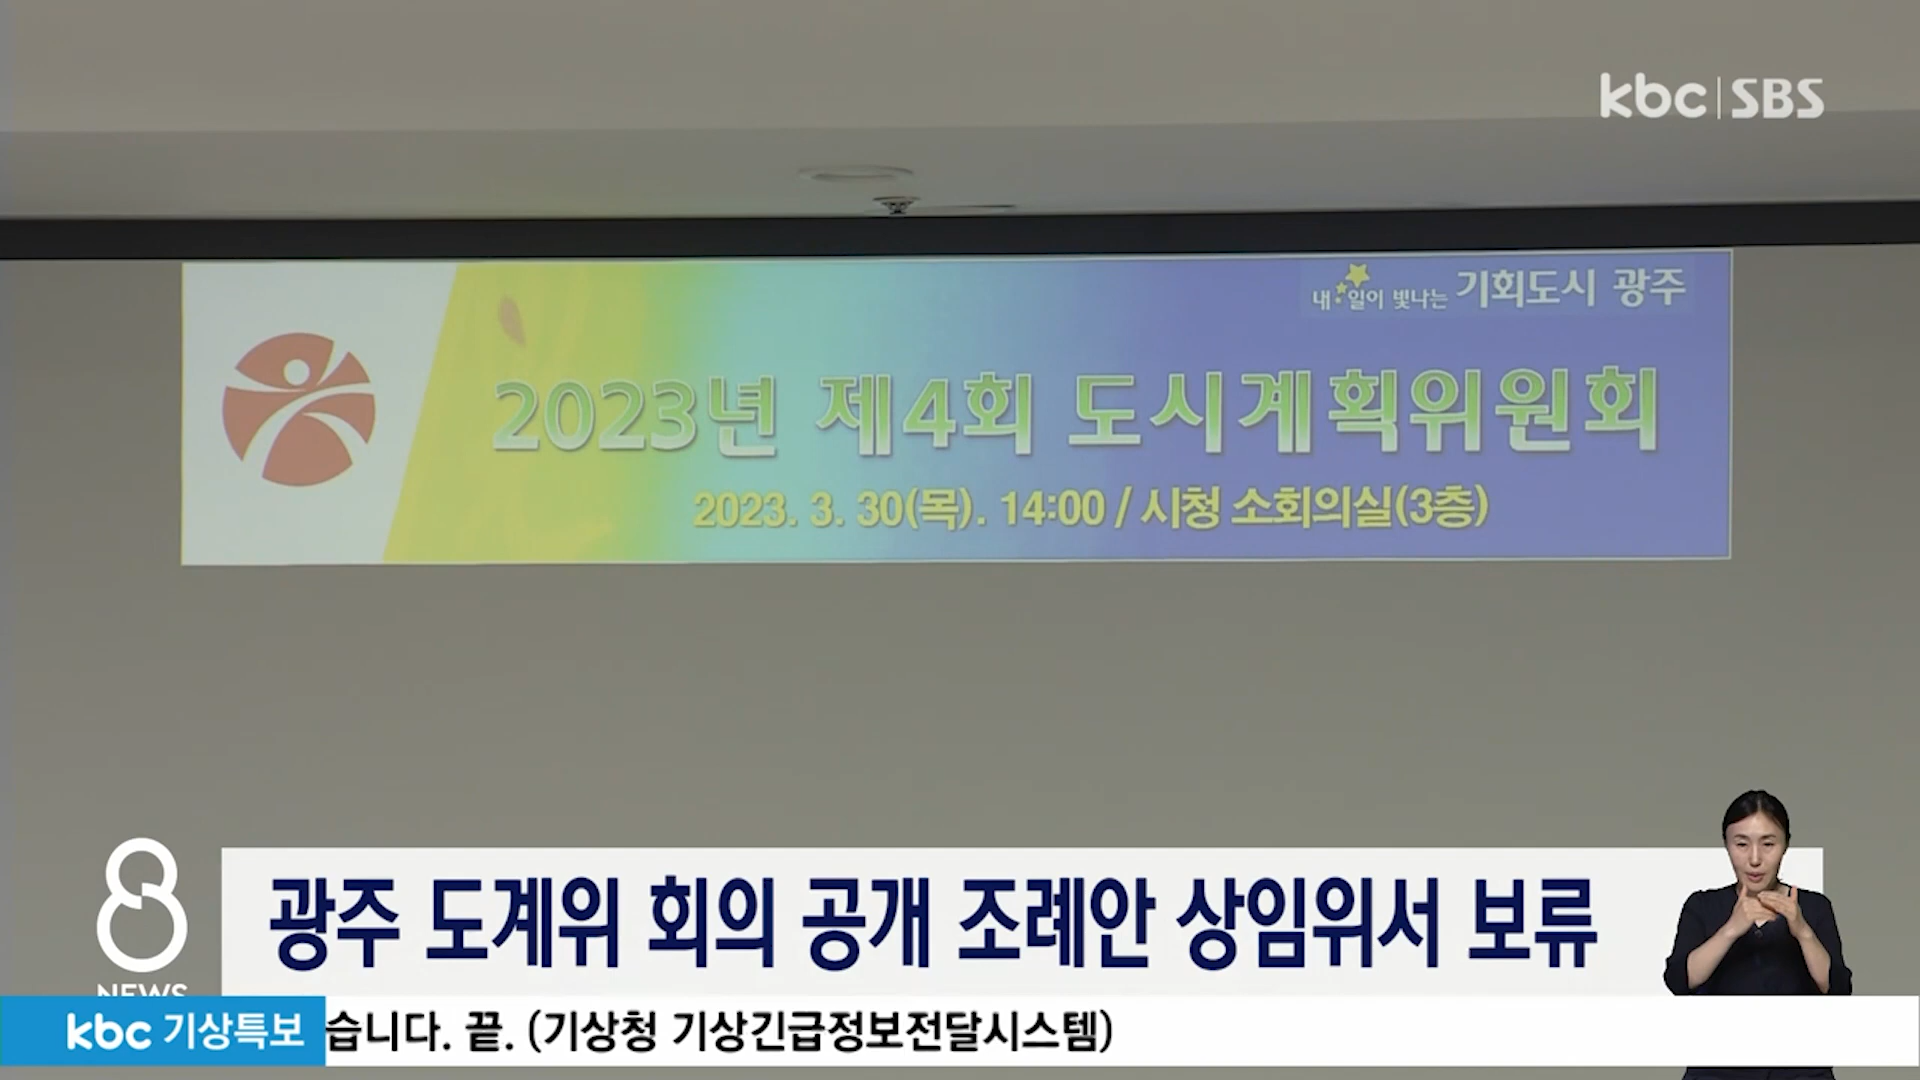 kbc | SBS
내일이 빛나는 기회도시 광주
2023년 제4회 도시계획위원회
2023. 3. 30(목). 14:00 / 시청 소회의실(3층)
8
NEWS
광주 도계위 회의 공개 조례안 상임위서 보류
kbc 기상특보 습니다. 끝. (기상청 기상긴급정보전달시스템)